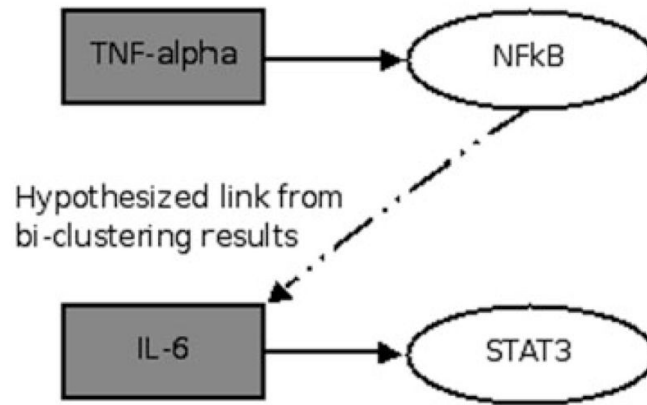 TNF-alpha
NFkB
Hypothesized link from
bi-clustering results
IL-6
STAT3